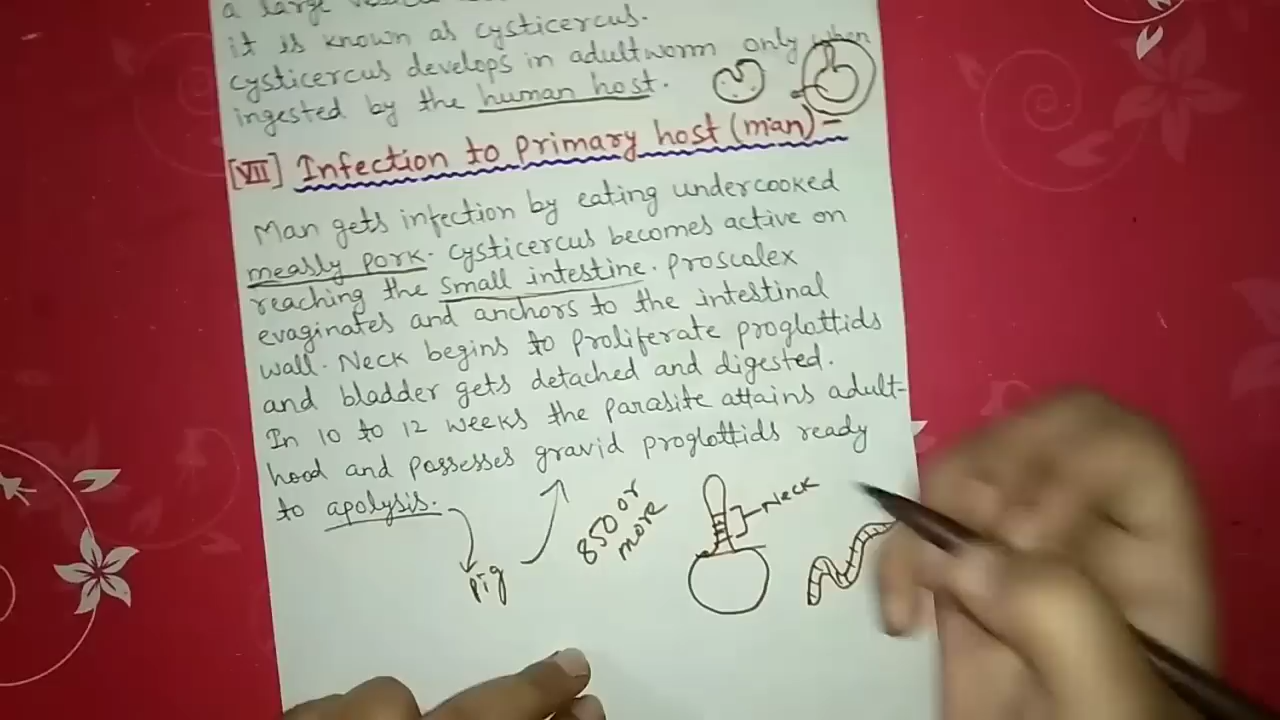 a large
it is known as cysticercus.
cysticercus develops in adultworm only when
ingested by the human host.
[VII] Infection to primary host (man) -
Man gets infection by eating undercooked
measly pork. cysticercus becomes active on
reaching the small intestine. proscolex
evaginates and anchors to the intestinal
wall. Neck begins to proliferate proglottids
and bladder gets detached and digested.
In 10 to 12 weeks the parasite attains adult-
hood and possesses gravid proglottids ready
to apolysis.
pig
850 or
more
Neck